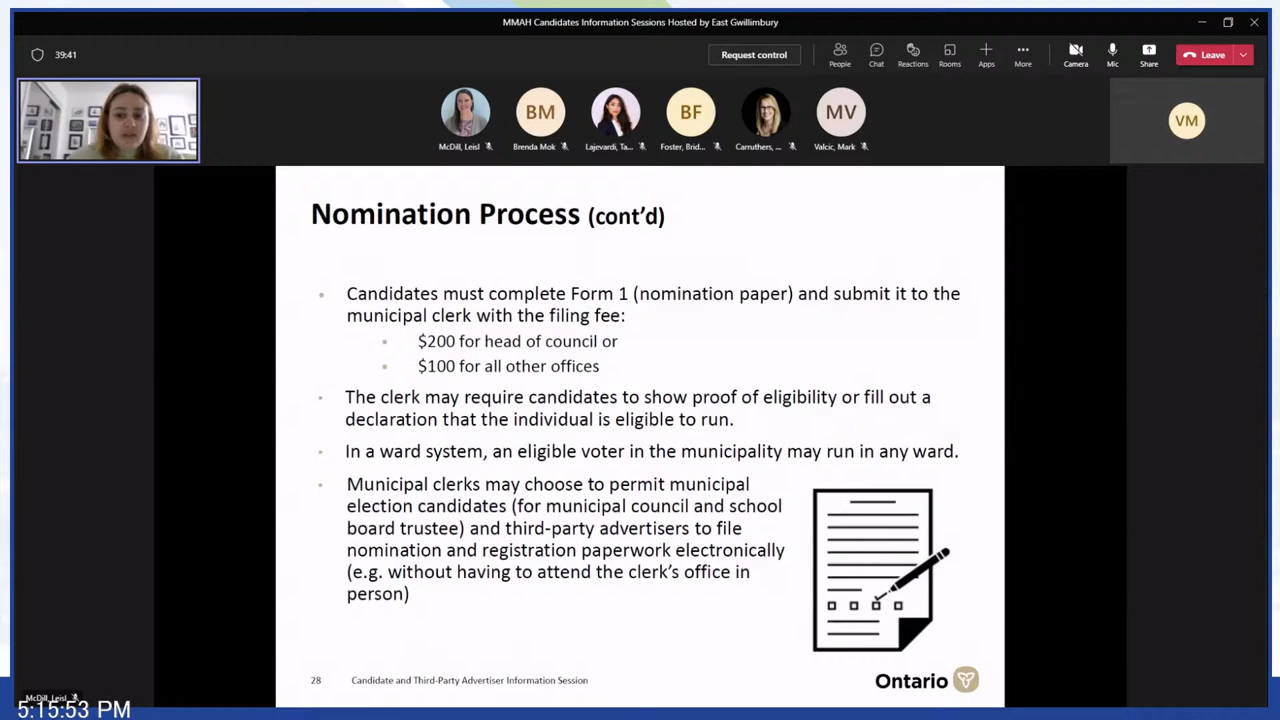 MMAH Candidates Information Sessions Hosted by East Gwillimbury
39:41
Request control
People
Chat
Reactions
Rooms
Apps
More
Camera
Mic
Share
Leave
BM
BF
MV
VM
McDill, Leisl
Brenda Mok
Lajevardi, Ta...
Foster, Brid...
Carruthers, ...
Valcic, Mark
Nomination Process (cont’d)
Candidates must complete Form 1 (nomination paper) and submit it to the
municipal clerk with the filing fee:
$200 for head of council or
$100 for all other offices
The clerk may require candidates to show proof of eligibility or fill out a
declaration that the individual is eligible to run.
In a ward system, an eligible voter in the municipality may run in any ward.
Municipal clerks may choose to permit municipal
election candidates (for municipal council and school
board trustee) and third-party advertisers to file
nomination and registration paperwork electronically
(e.g. without having to attend the clerk’s office in
person)
28
Candidate and Third-Party Advertiser Information Session
Ontario
McDill, Leisl
5:15:53 PM